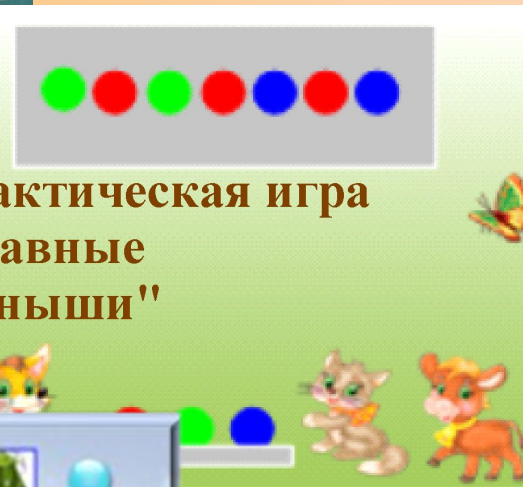 актическая игра
авные
ныши"